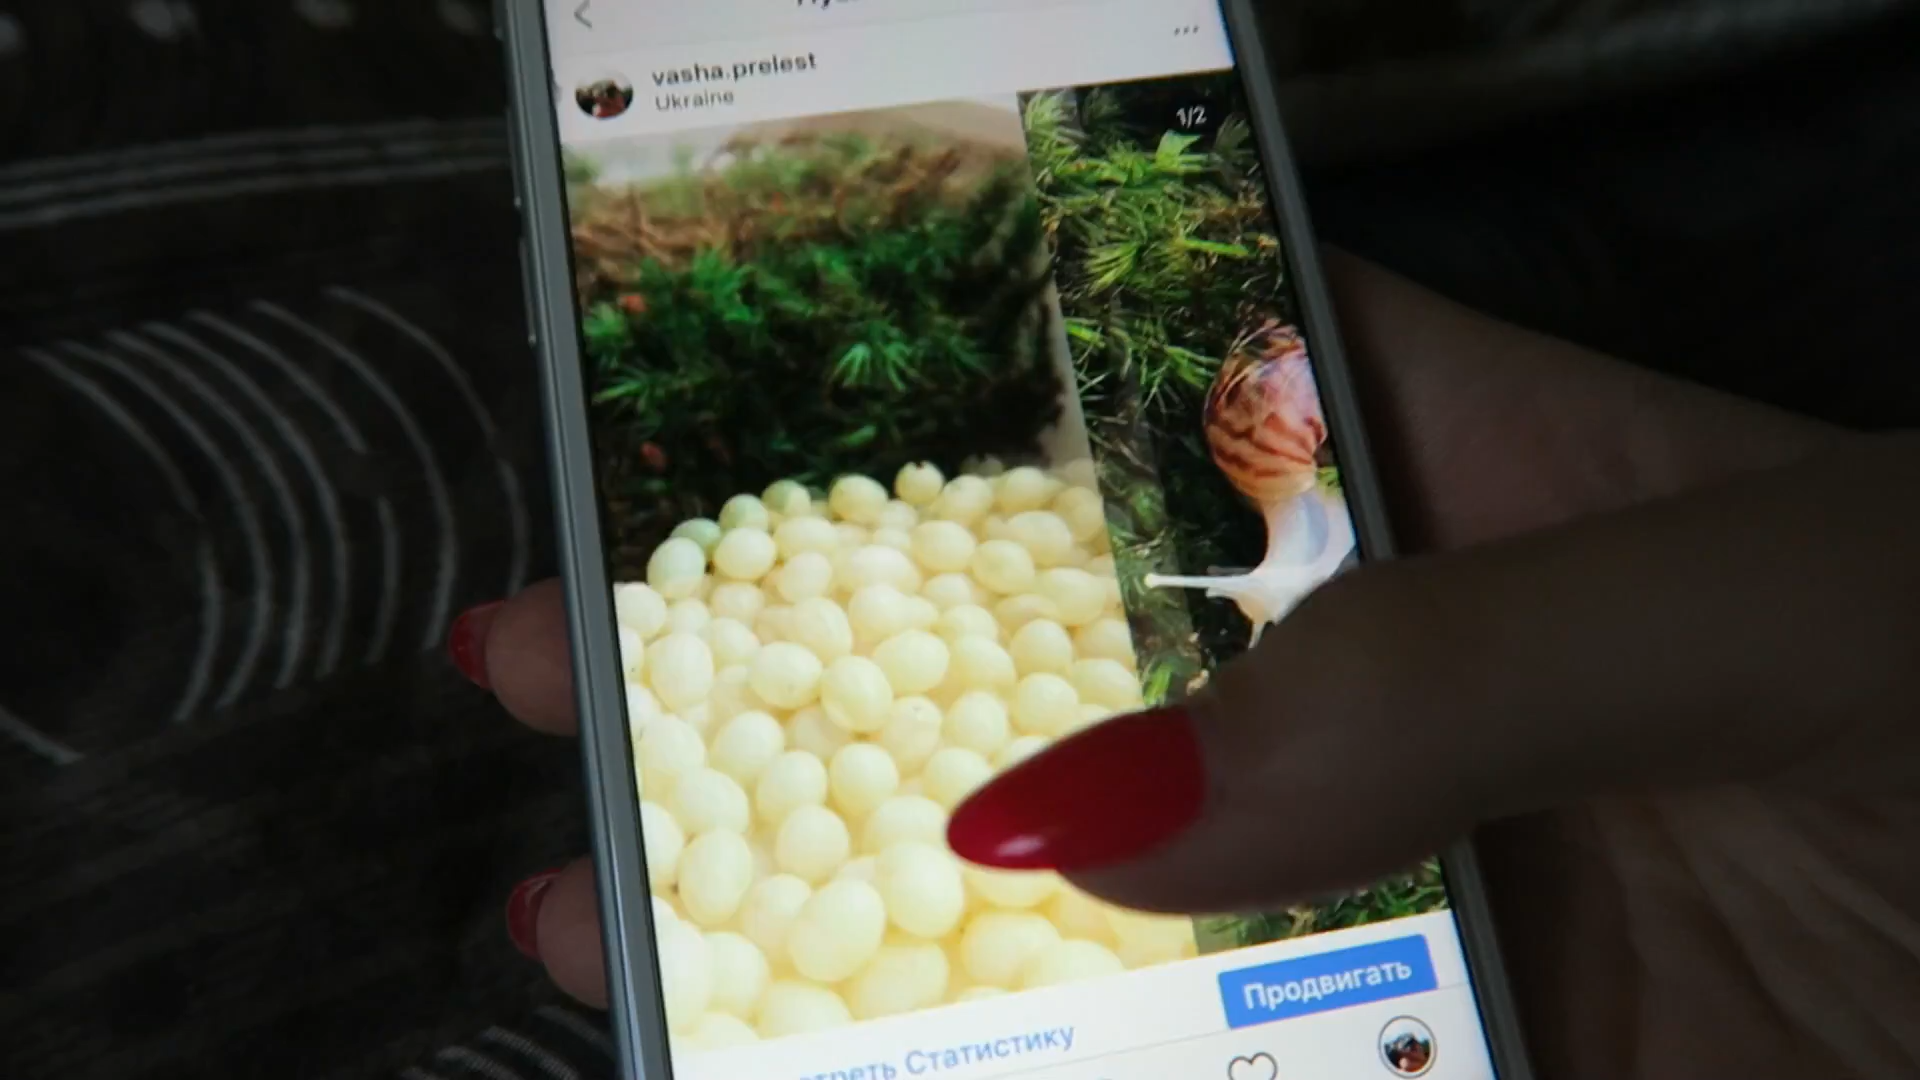 vasha.prelest
Ukraine
1/2
Продвигать
Статистику